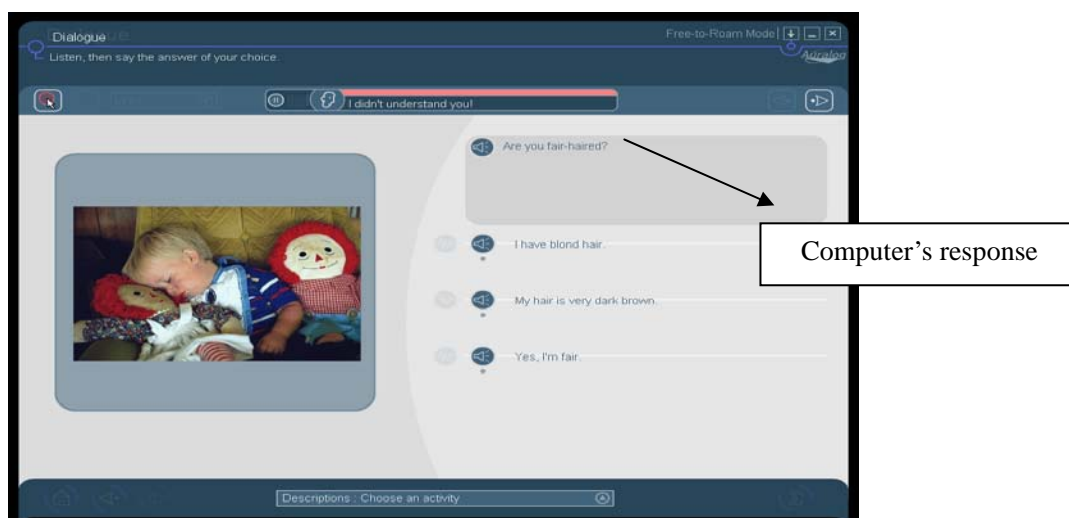 Dialogue
Free-to-Roam Mode
Listen, then say the answer of your choice.
Auralog
I didn't understand you!
Are you fair-haired?
Computer's response
I have blond hair.
My hair is very dark brown.
Yes, I'm fair.
Descriptions : Choose an activity